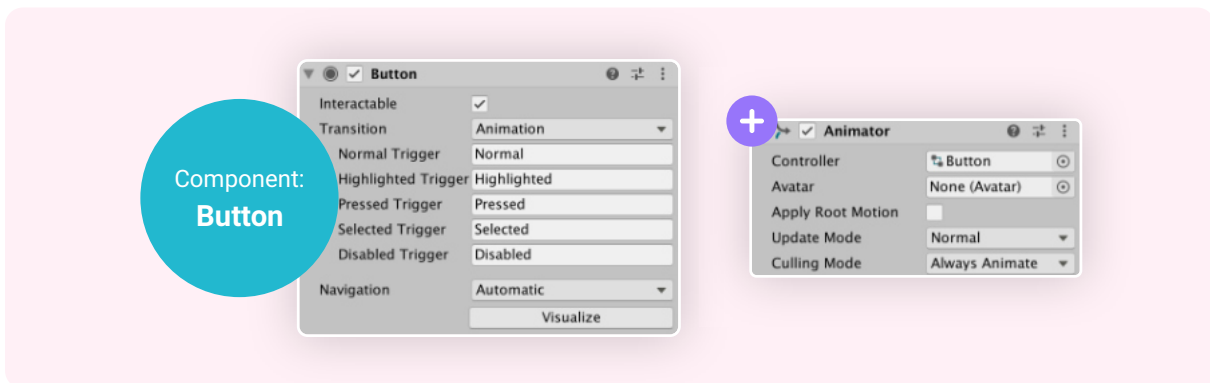 Component:
Button
Button
Interactable
Transition Animation
Normal Trigger Normal
Highlighted Trigger Highlighted
Pressed Trigger Pressed
Selected Trigger Selected
Disabled Trigger Disabled
Navigation Automatic
Visualize
Animator
Controller Button
Avatar None (Avatar)
Apply Root Motion
Update Mode Normal
Culling Mode Always Animate